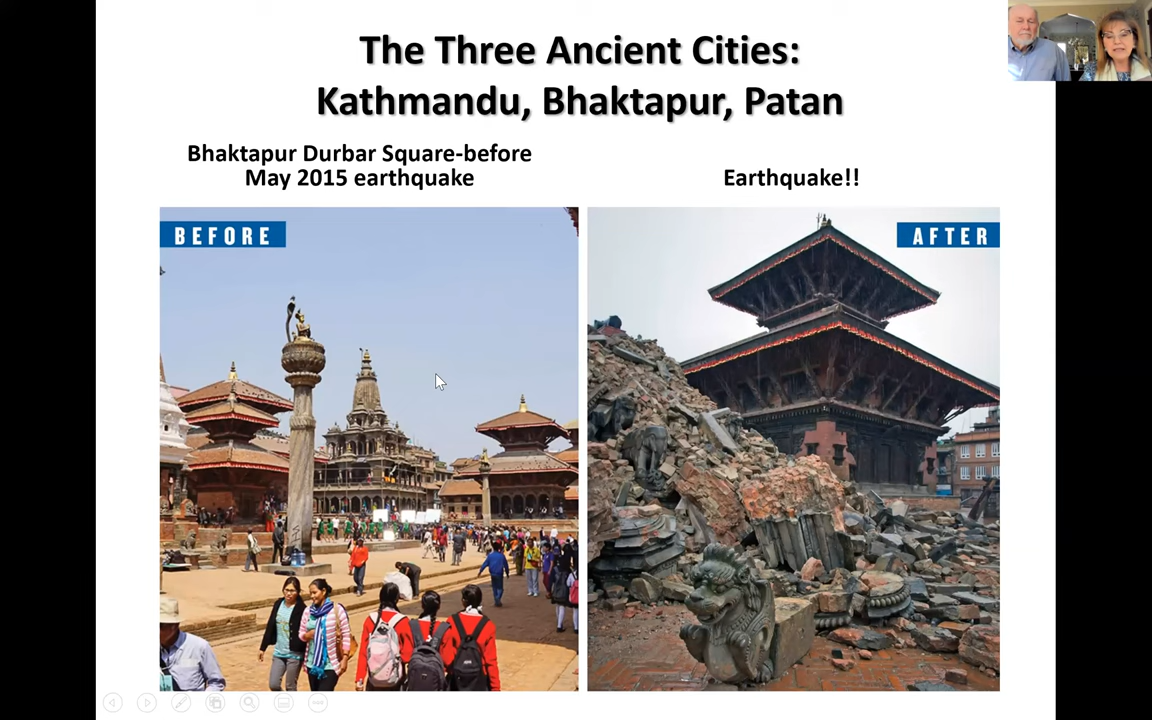 The Three Ancient Cities:
Kathmandu, Bhaktapur, Patan
Bhaktapur Durbar Square-before
May 2015 earthquake
Earthquake!!
BEFORE
AFTER